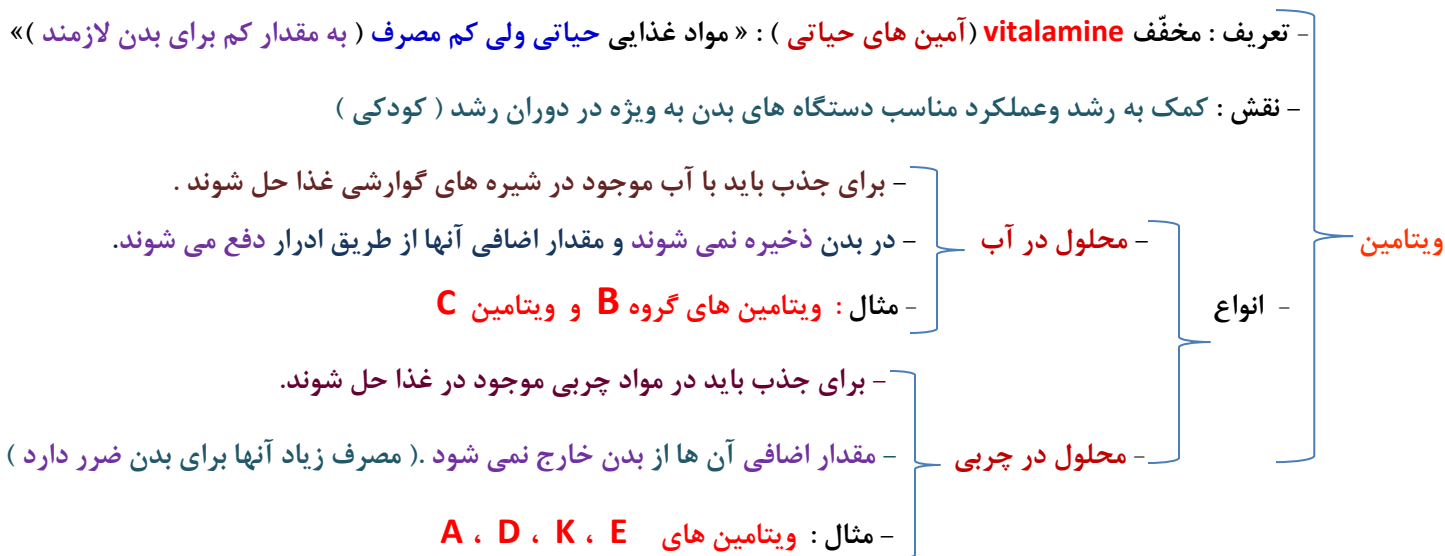 - تعریف : مخفّف vitalamine (آمین های حیاتی ) : « مواد غذایی حیاتی ولی کم مصرف ( به مقدار کم برای بدن لازمند )»
- نقش : کمک به رشد وعملکرد مناسب دستگاه های بدن به ویژه در دوران رشد ( کودکی )
- برای جذب باید با آب موجود در شیره های گوارشی غذا حل شوند .
ویتامین
- انواع
- محلول در آب
- در بدن ذخیره نمی شوند و مقدار اضافی آنها از طریق ادرار دفع می شوند.
- مثال : ویتامین های گروه B و ویتامین C
- برای جذب باید در مواد چربی موجود در غذا حل شوند.
- محلول در چربی
- مقدار اضافی آن ها از بدن خارج نمی شود .( مصرف زیاد آنها برای بدن ضرر دارد )
- مثال : ویتامین های A ، D ، K ، E